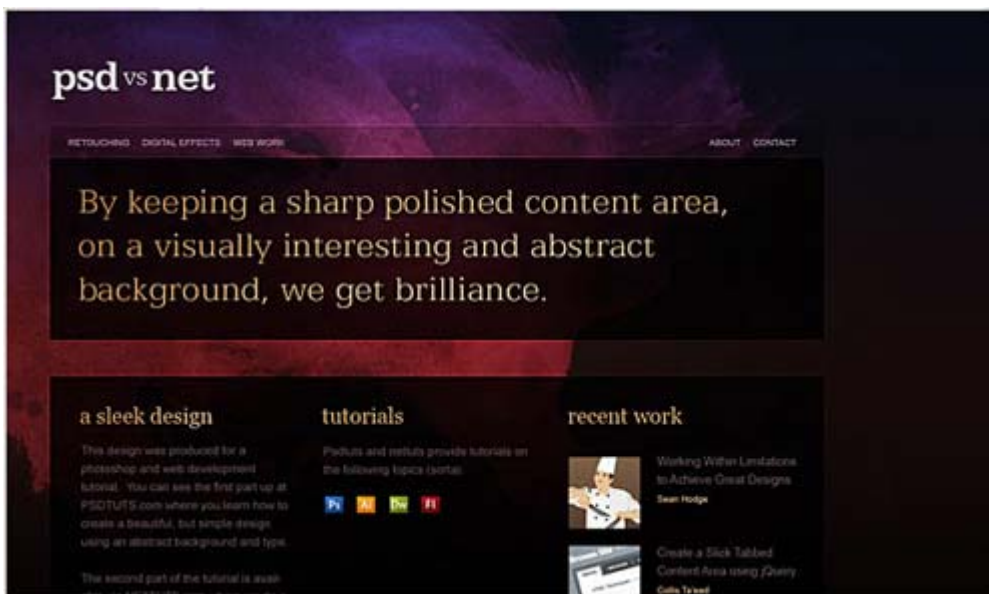 psd vs net
RETOUCHING DIGITAL EFFECTS WEB WORK ABOUT CONTACT
By keeping a sharp polished content area,
on a visually interesting and abstract
background, we get brilliance.
a sleek design
This design was produced for a
photoshop and web development
tutorial. You can see the first part up at
PSDTUTS.com where you learn how to
create a beautiful, but simple design
using an abstract background and type.
The second part of the tutorial is avail-
tutorials
Psdtuts and nettuts provide tutorials on
the following topics (sorta):
Ps Ai Dw Fl
recent work
Working Within Limitations
to Achieve Great Designs
Sean Hodge
Create a Slick Tabbed
Content Area using jQuery
Collis Ta'eed